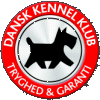 DANSK KENNEL KLUB
TRYGHED & GARANTI